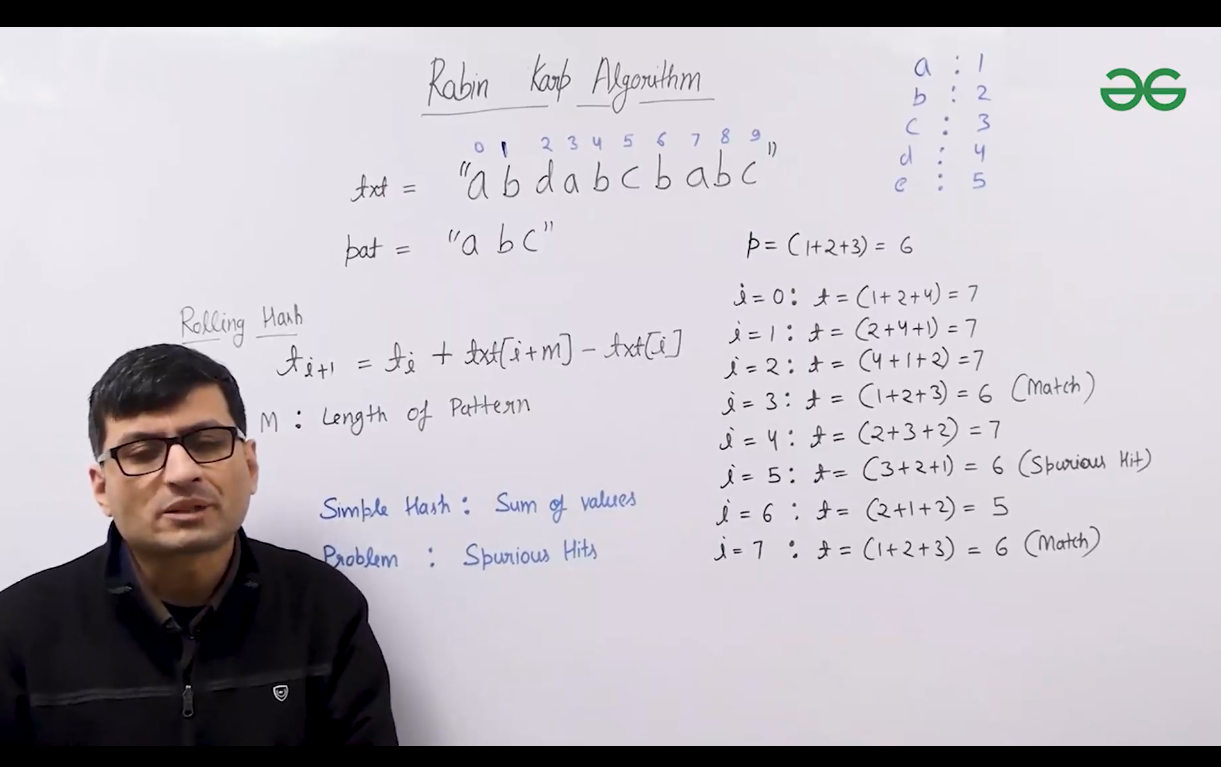 Rabin Karp Algorithm
0 1 2 3 4 5 6 7 8 9
txt = "abdabcbabc"
pat = "abc"
Rolling Hash
t i+1 = t i + txt[i+m] - txt[i]
M : Length of Pattern
Simple Hash : Sum of values
Problem : Spurious Hits
a : 1
b : 2
c : 3
d : 4
e : 5
p = (1+2+3) = 6
i = 0 : t = (1+2+4) = 7
i = 1 : t = (2+4+1) = 7
i = 2 : t = (4+1+2) = 7
i = 3 : t = (1+2+3) = 6 (Match)
i = 4 : t = (2+3+2) = 7
i = 5 : t = (3+2+1) = 6 (Spurious Hit)
i = 6 : t = (2+1+2) = 5
i = 7 : t = (1+2+3) = 6 (Match)